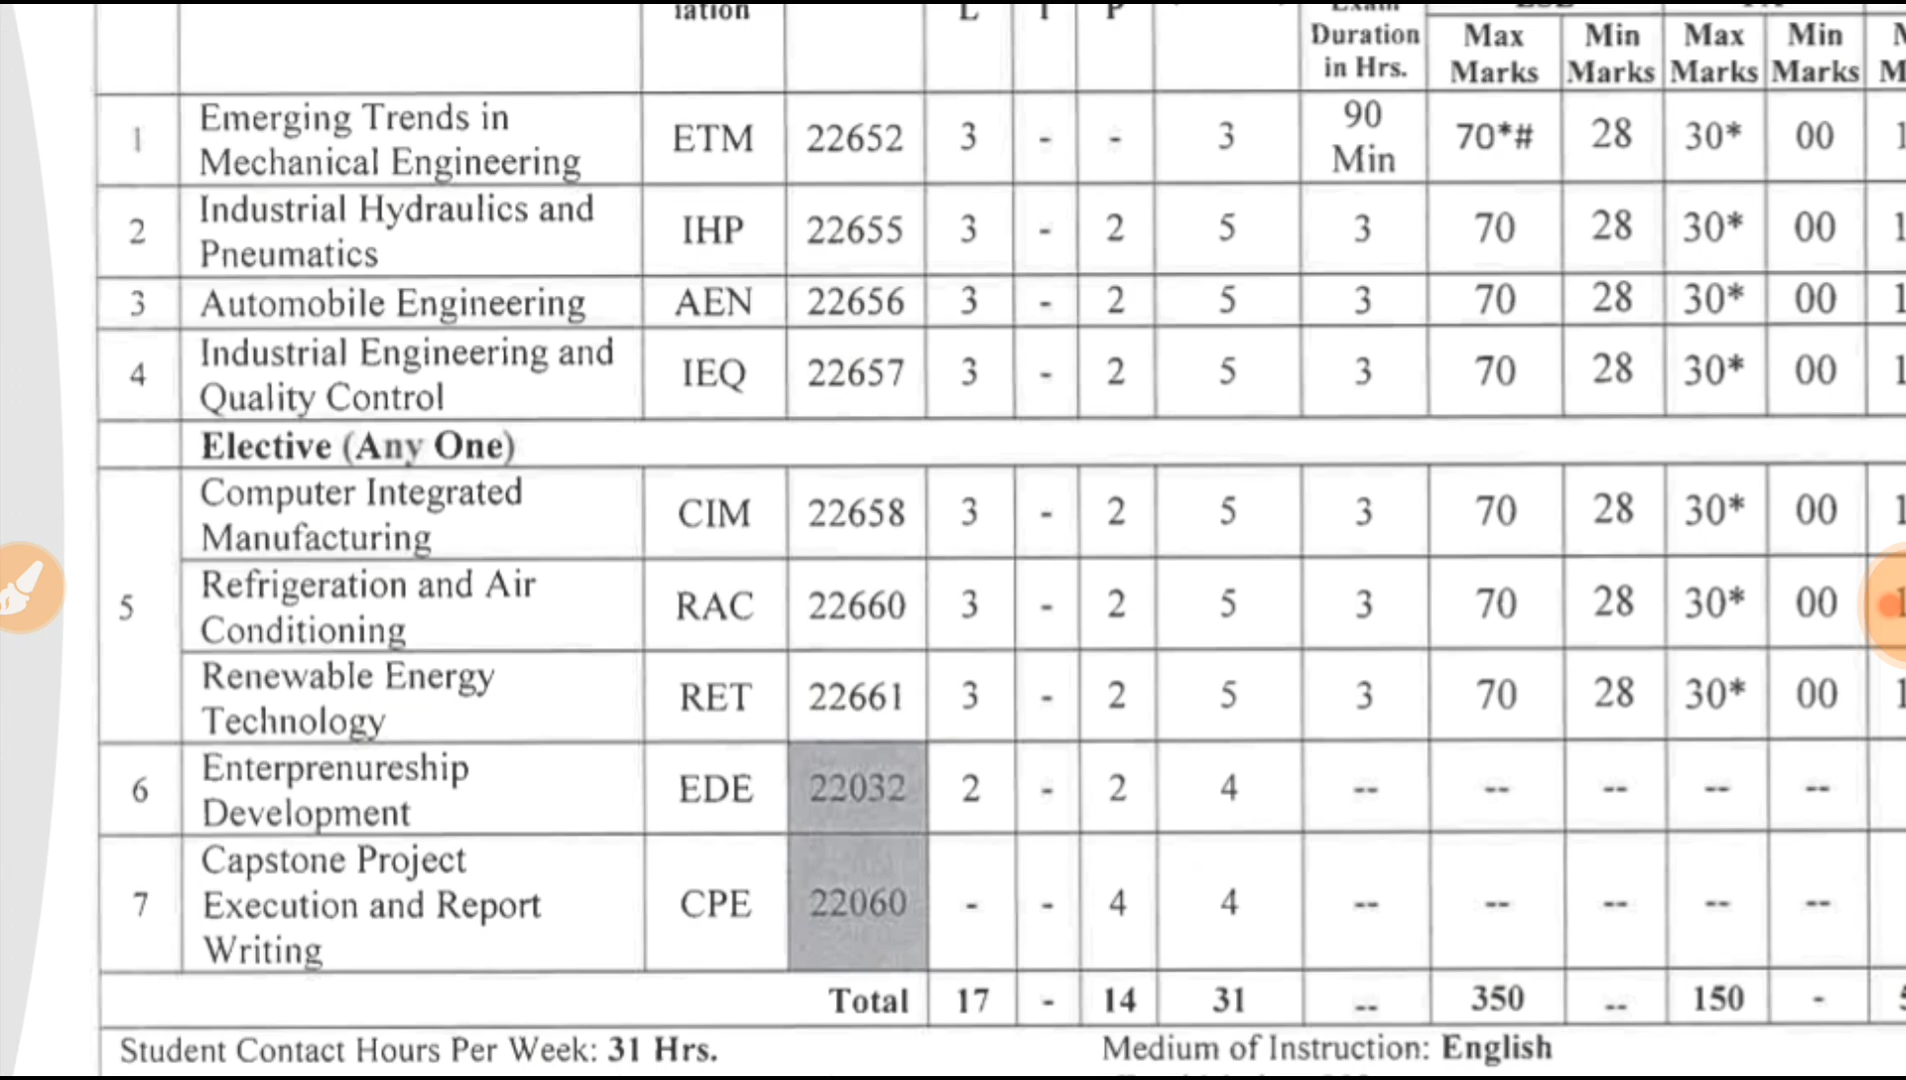 iation L T P Exam
Duration Max Min Max Min
in Hrs. Marks Marks Marks Marks
1 Emerging Trends in Mechanical Engineering ETM 22652 3 - - 3 90 Min 70*# 28 30* 00
2 Industrial Hydraulics and Pneumatics IHP 22655 3 - 2 5 3 70 28 30* 00
3 Automobile Engineering AEN 22656 3 - 2 5 3 70 28 30* 00
4 Industrial Engineering and Quality Control IEQ 22657 3 - 2 5 3 70 28 30* 00
Elective (Any One)
5 Computer Integrated Manufacturing CIM 22658 3 - 2 5 3 70 28 30* 00
Refrigeration and Air Conditioning RAC 22660 3 - 2 5 3 70 28 30* 00
Renewable Energy Technology RET 22661 3 - 2 5 3 70 28 30* 00
6 Enterprenureship Development EDE 22032 2 - 2 4 -- -- -- -- --
7 Capstone Project Execution and Report Writing CPE 22060 - - 4 4 -- -- -- -- --
Total 17 - 14 31 -- 350 -- 150 -
Student Contact Hours Per Week: 31 Hrs. Medium of Instruction: English